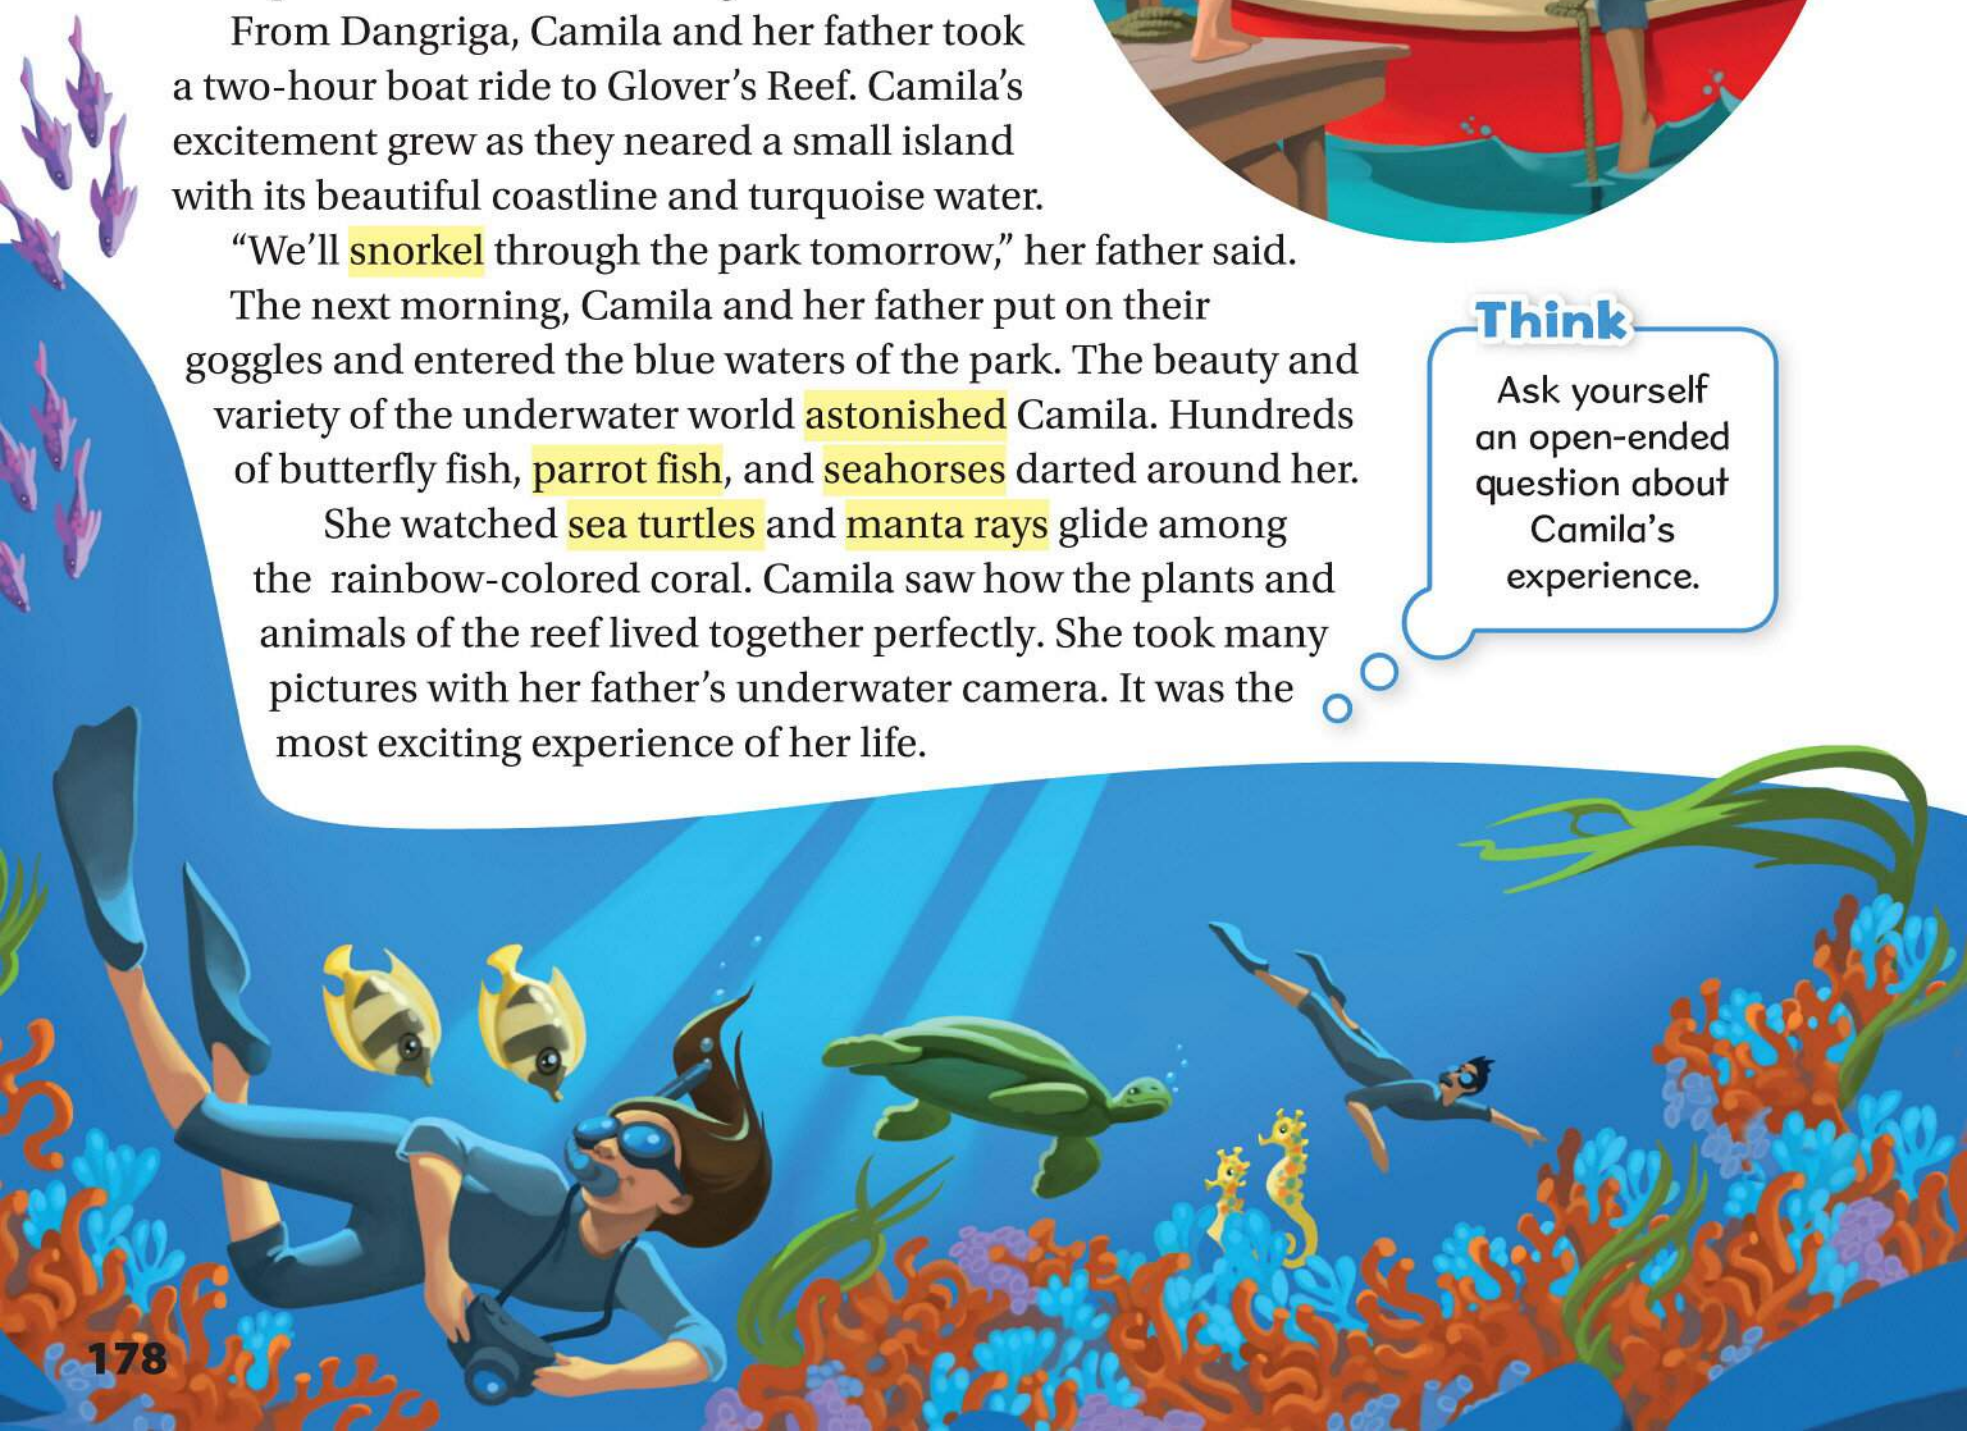 From Dangriga, Camila and her father took
a two-hour boat ride to Glover’s Reef. Camila’s
excitement grew as they neared a small island
with its beautiful coastline and turquoise water.
“We’ll snorkel through the park tomorrow,” her father said.
The next morning, Camila and her father put on their
goggles and entered the blue waters of the park. The beauty and
variety of the underwater world astonished Camila. Hundreds
of butterfly fish, parrot fish, and seahorses darted around her.
She watched sea turtles and manta rays glide among
the rainbow-colored coral. Camila saw how the plants and
animals of the reef lived together perfectly. She took many
pictures with her father’s underwater camera. It was the
most exciting experience of her life.
Think
Ask yourself
an open-ended
question about
Camila’s
experience.
178